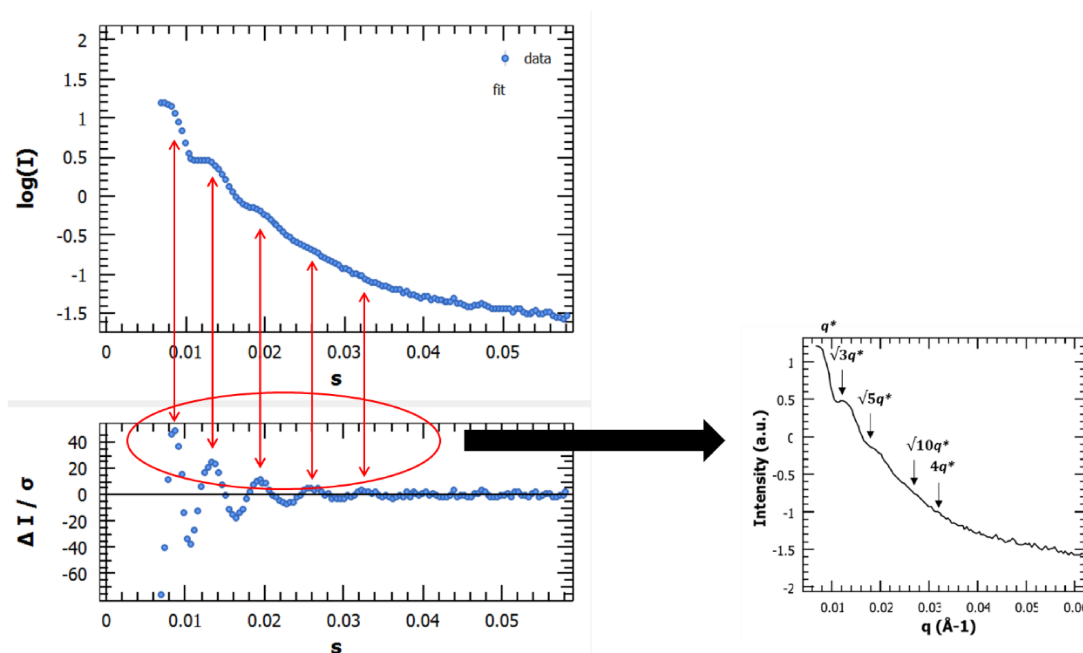 2
1.5
1
0.5
0
-0.5
-1
-1.5
log(I)
data
fit
0 0.01 0.02 0.03 0.04 0.05
s
40
20
0
-20
-40
-60
Δ I / σ
0 0.01 0.02 0.03 0.04 0.05
s
q*
√3q*
√5q*
√10q*
4q*
1
0.5
0
-0.5
-1
-1.5
-2
Intensity (a.u.)
0.01 0.02 0.03 0.04 0.05
q (Å-1)